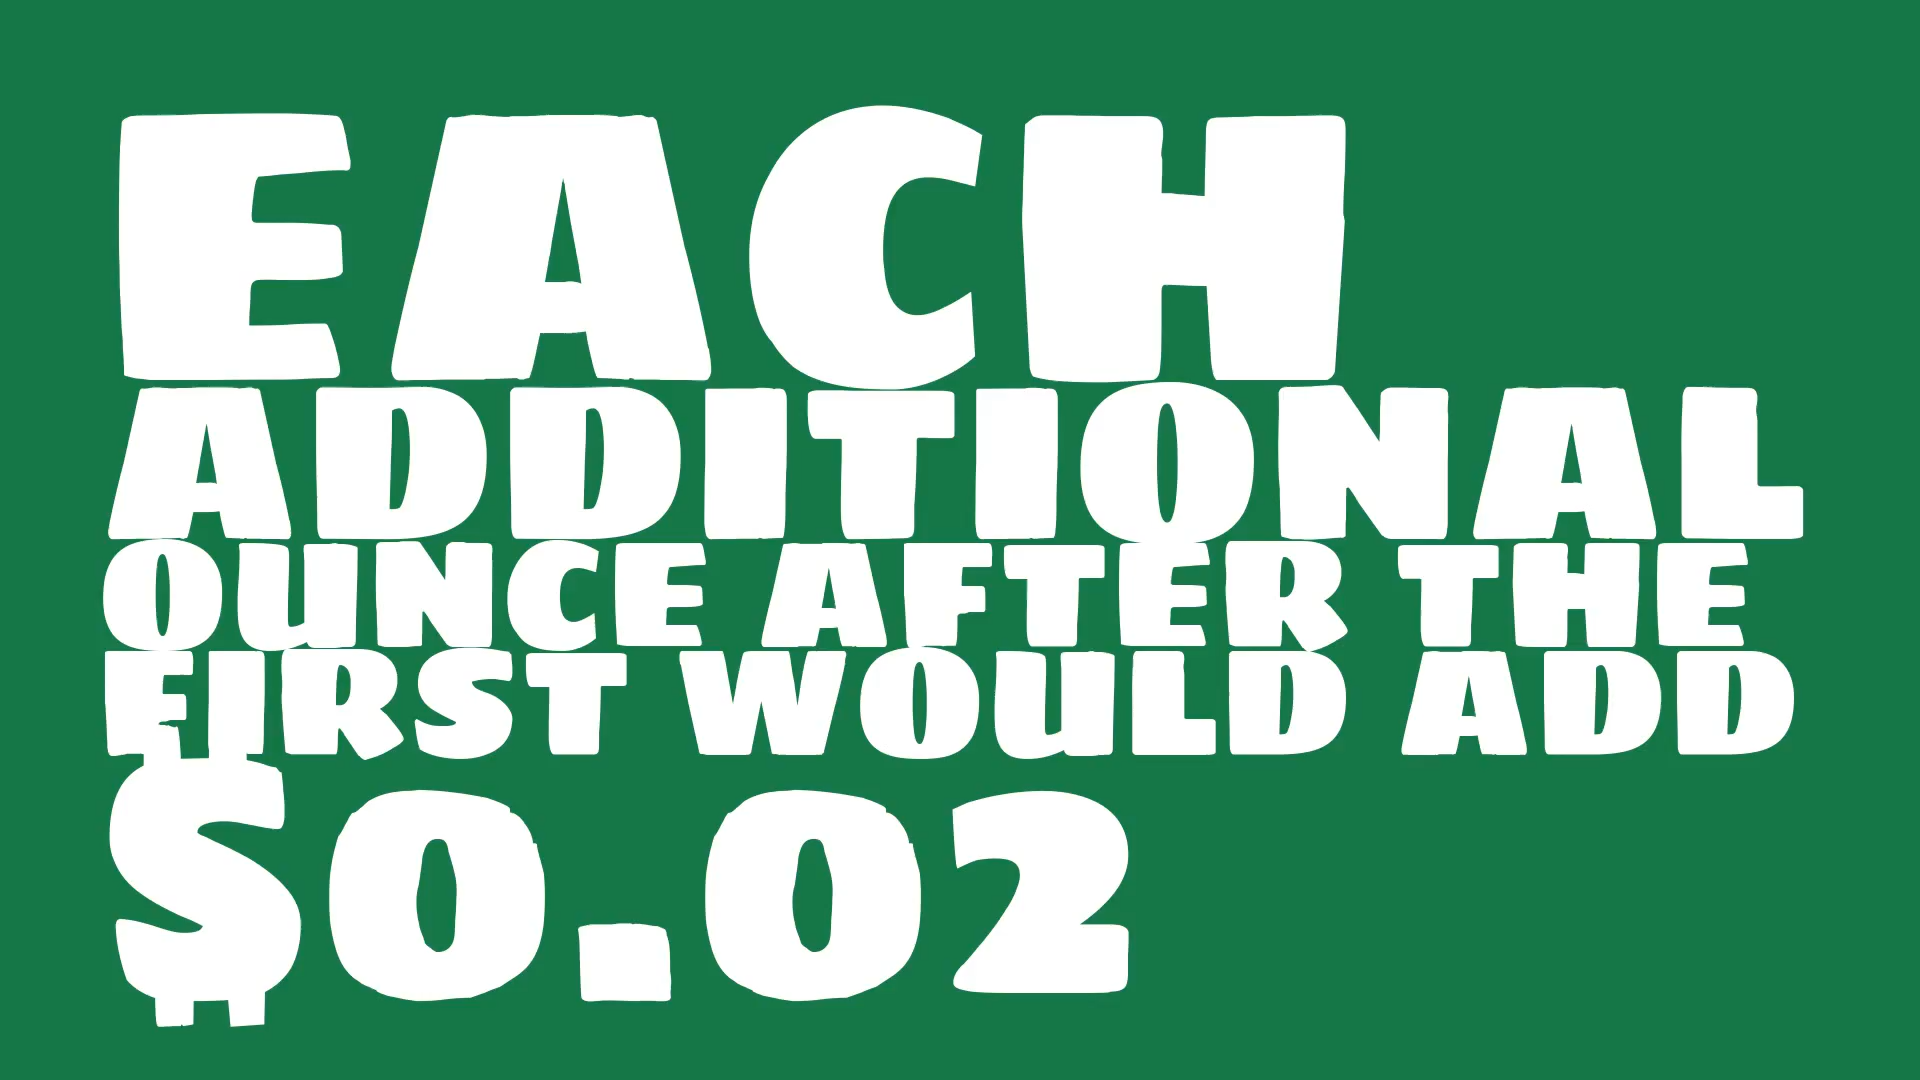 EACH
ADDITIONAL
OUNCE AFTER THE
FIRST WOULD ADD
$0.02